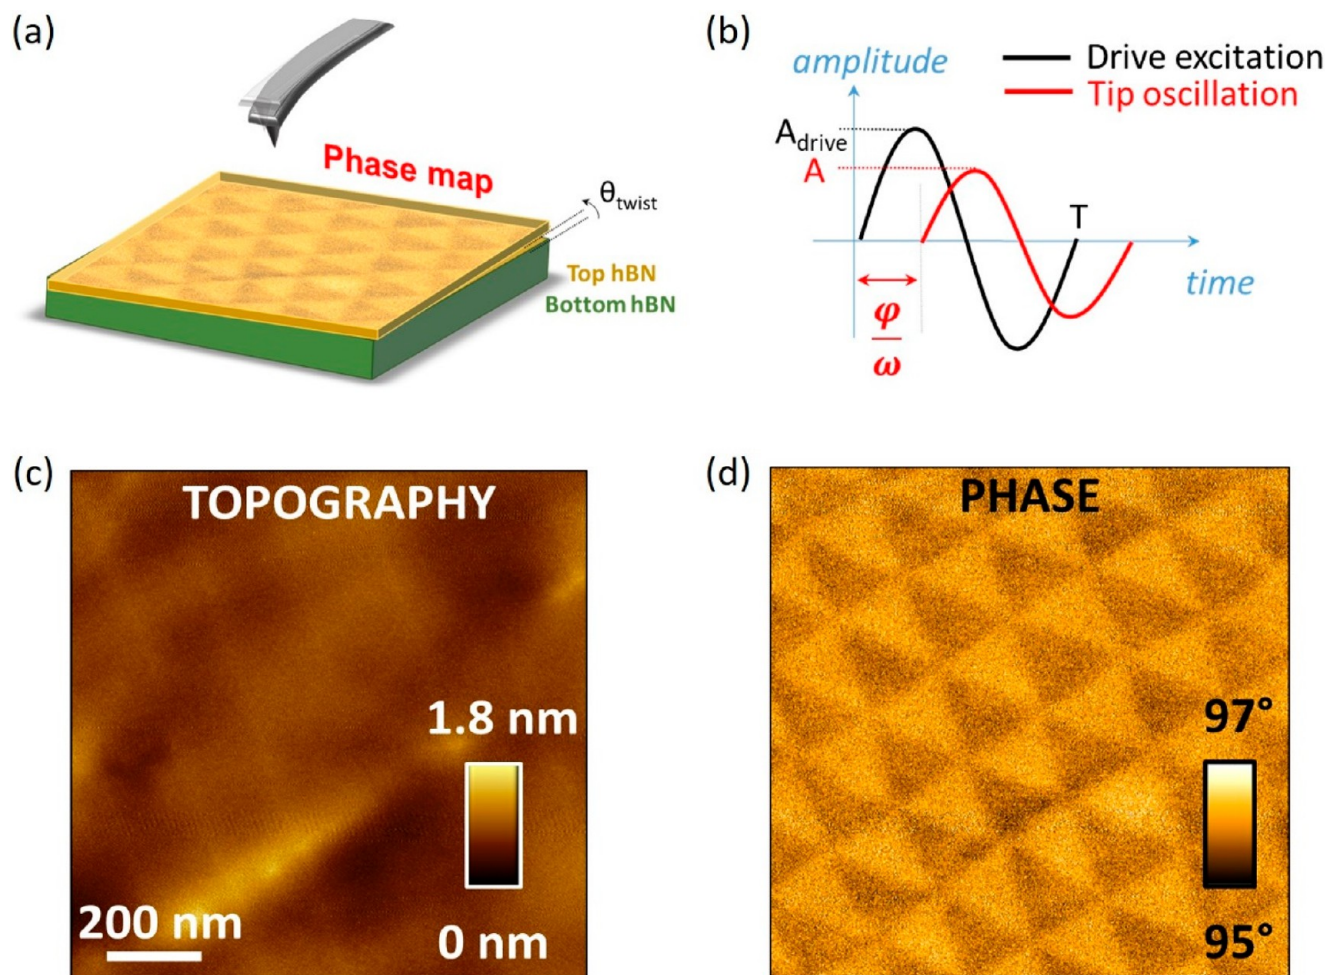 (a)
Phase map
θtwist
Top hBN
Bottom hBN
(b)
amplitude
Drive excitation
Tip oscillation
Adrive
A
T
time
φ
ω
(c)
TOPOGRAPHY
1.8 nm
200 nm
0 nm
(d)
PHASE
97°
95°